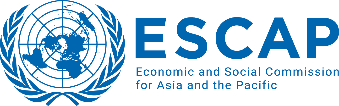 ESCAP
Economic and Social Commission
for Asia and the Pacific